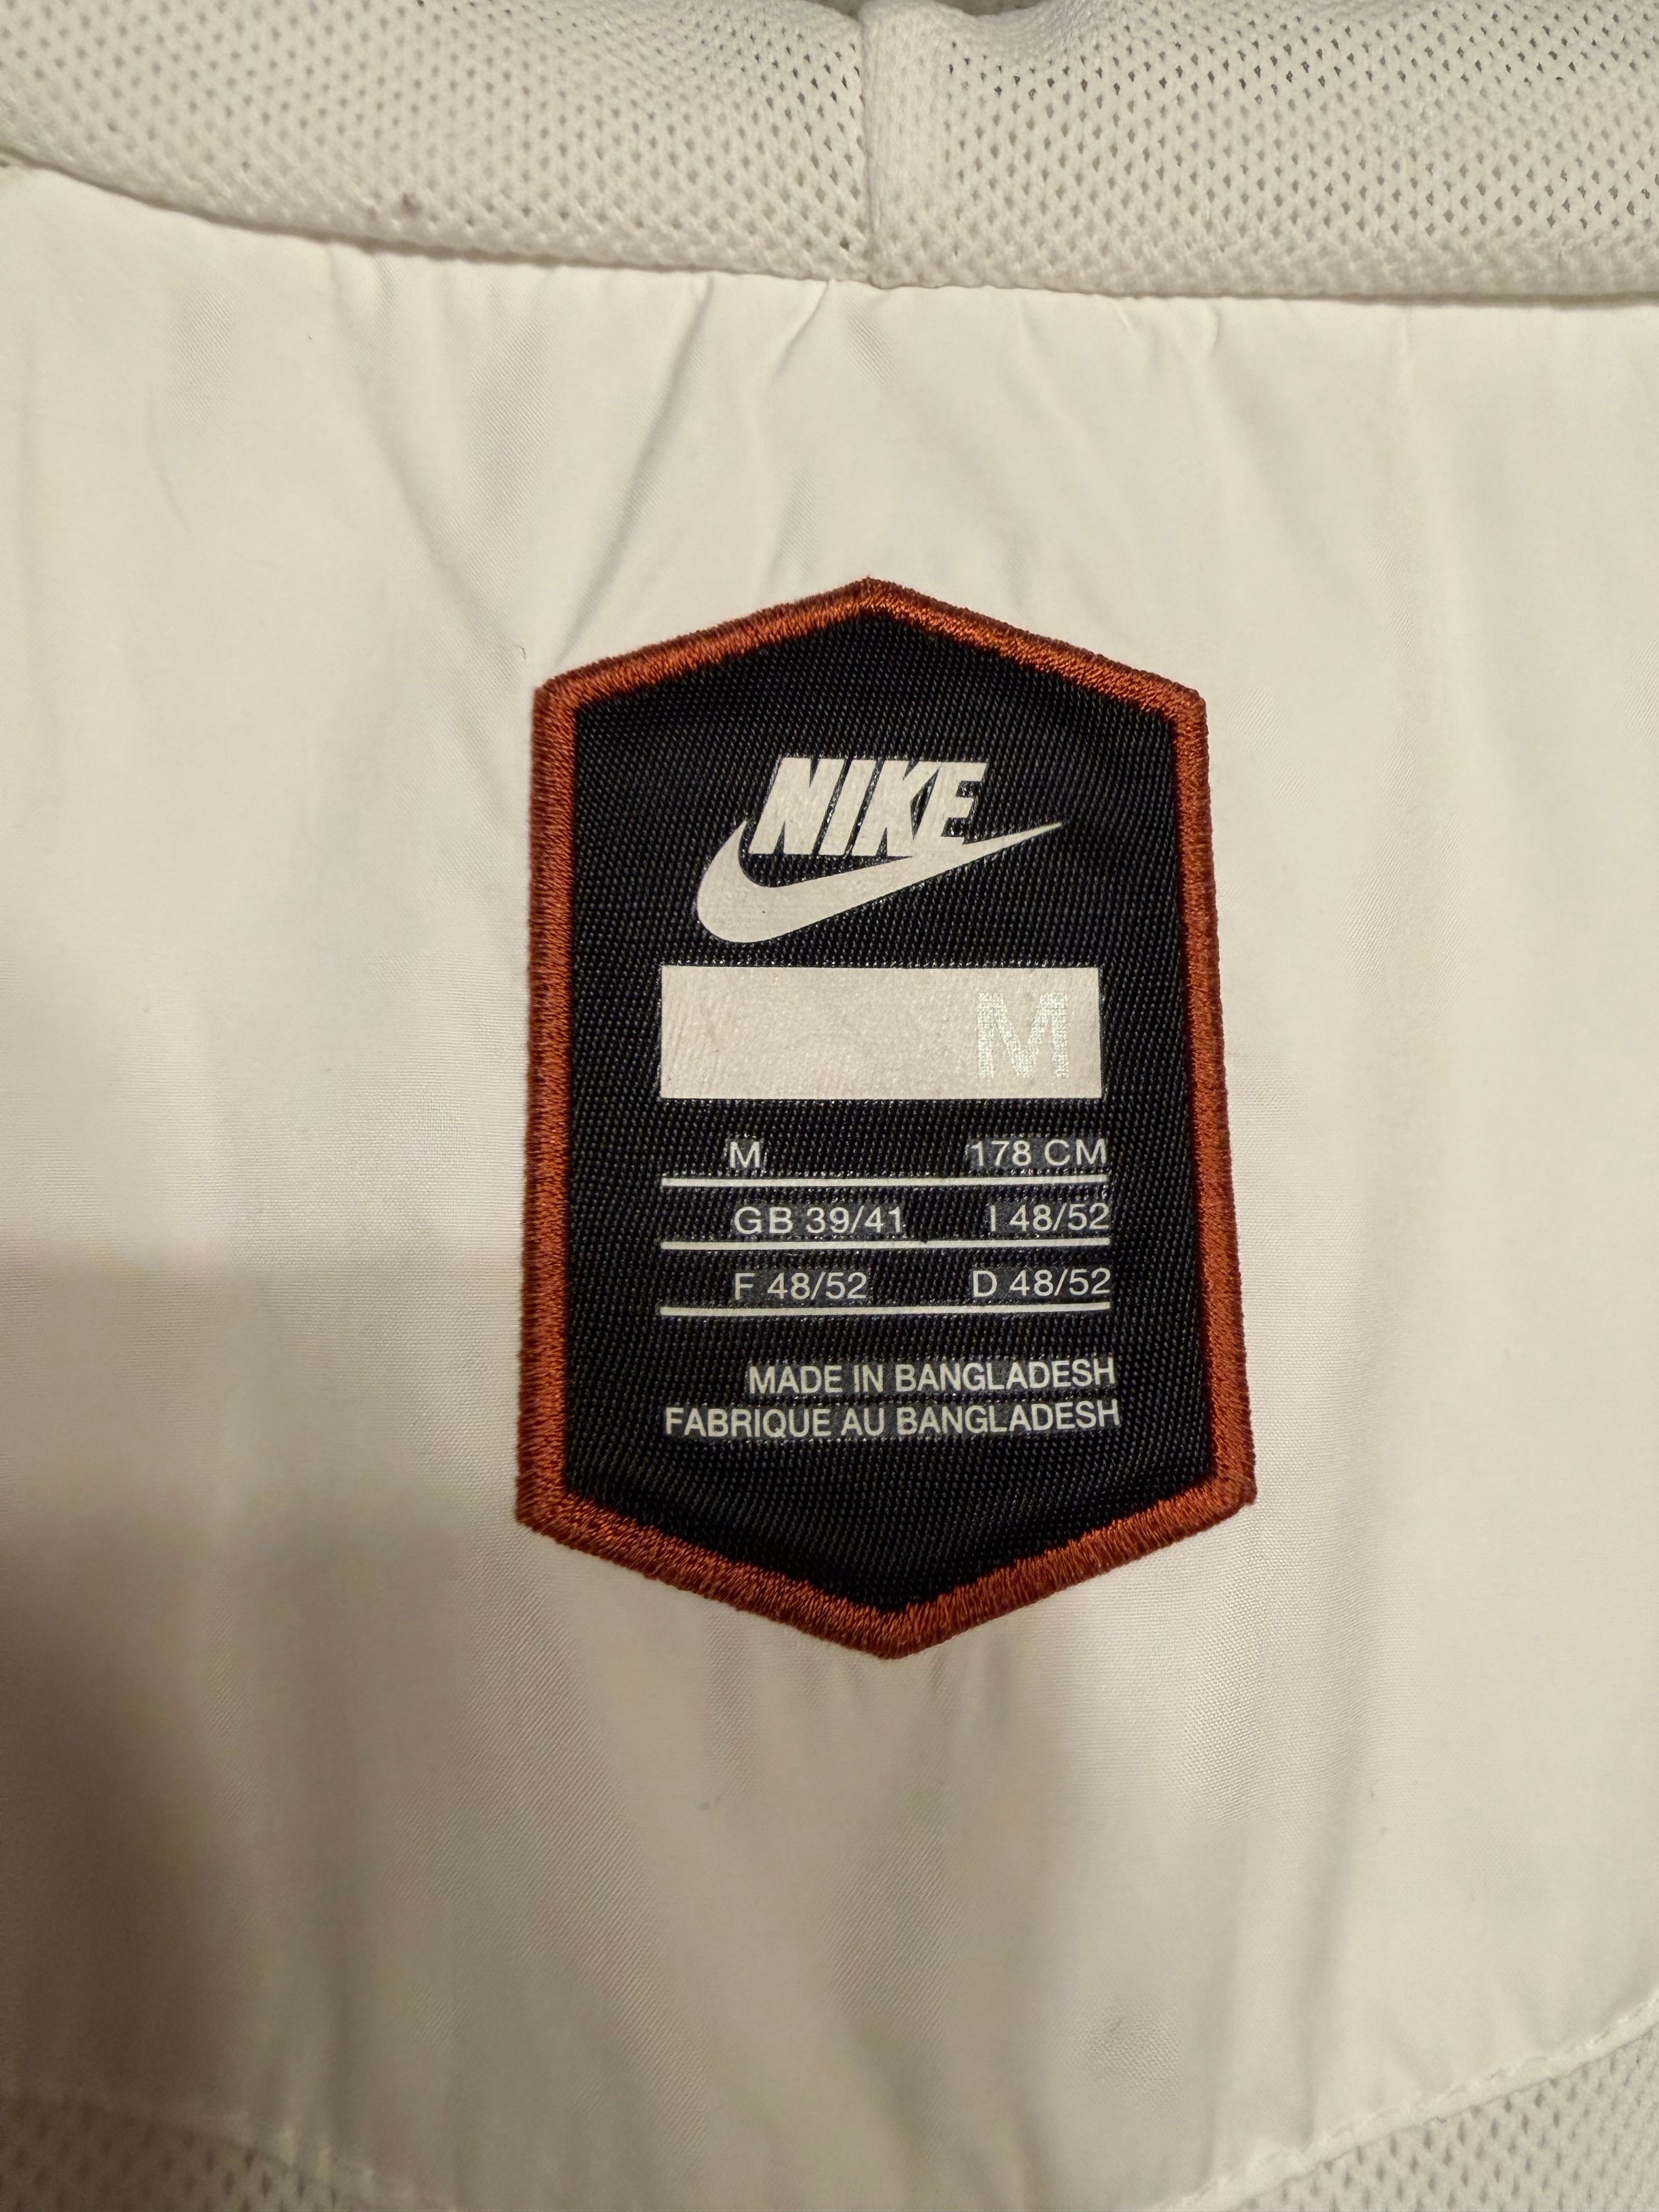 NIKE
M
M 178 CM
GB 39/41 I 48/52
F 48/52 D 48/52
MADE IN BANGLADESH
FABRIQUE AU BANGLADESH